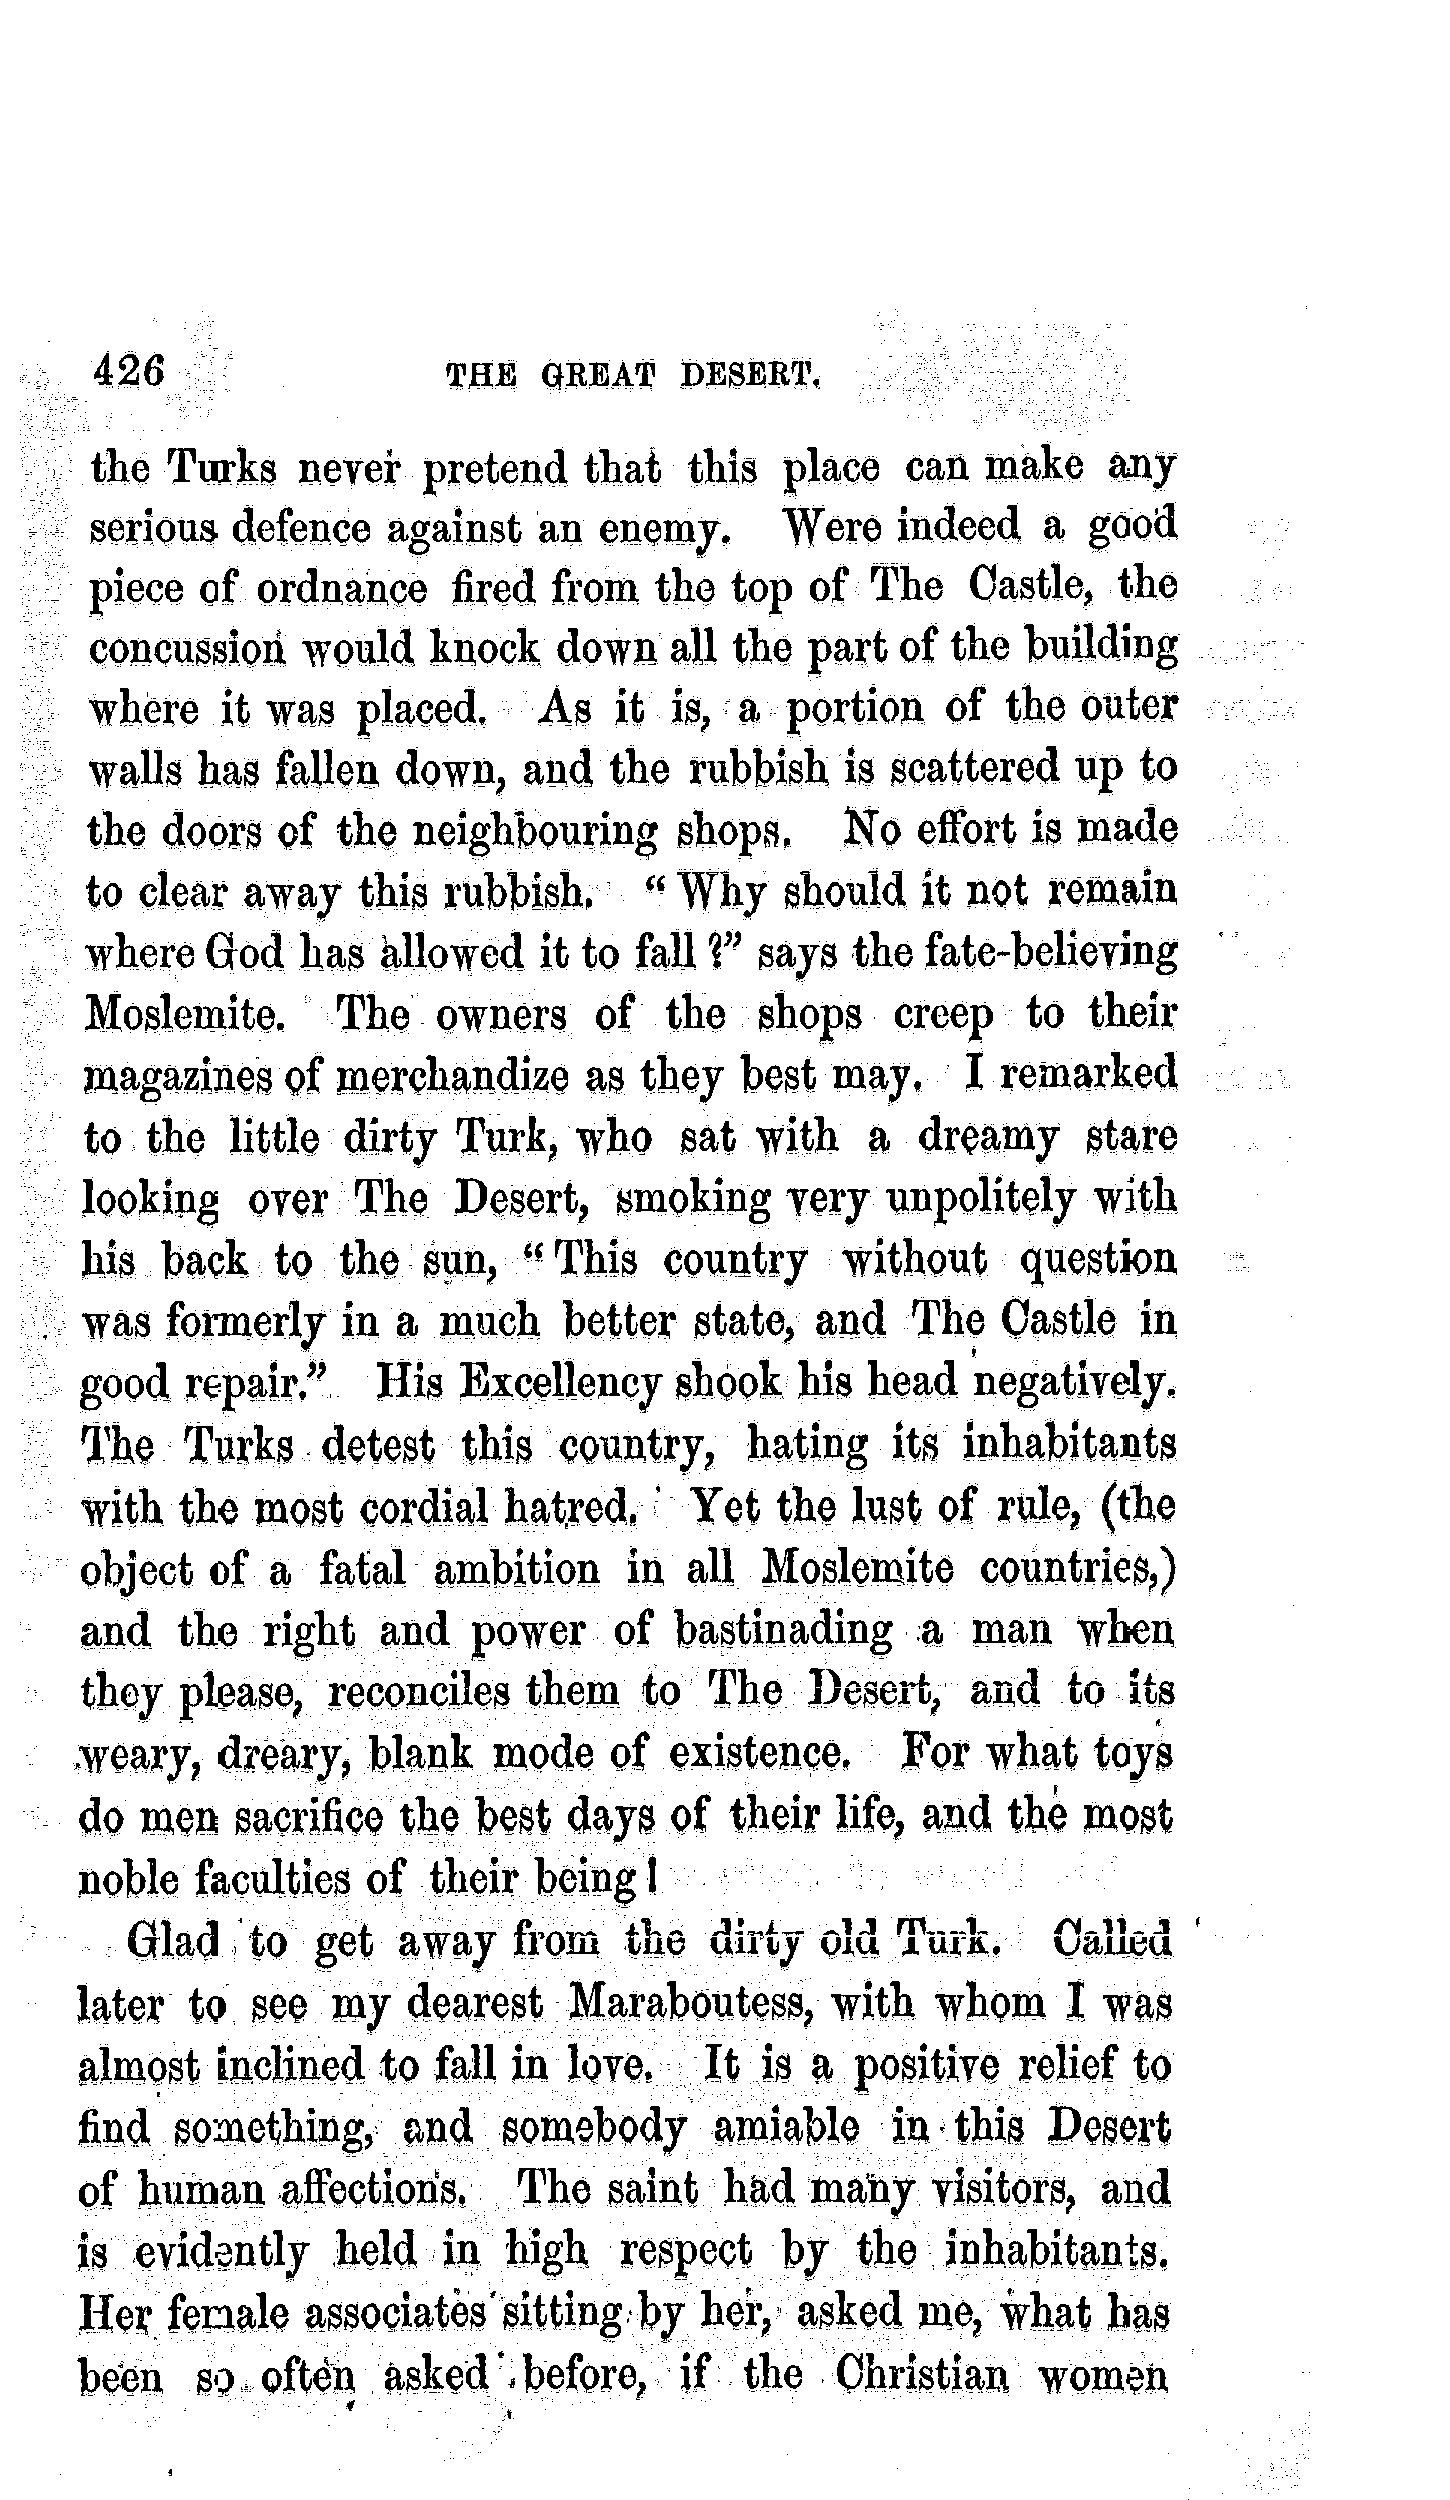 426 THE GREAT DESERT.
the Turks never pretend that this place can make any
serious defence against an enemy. Were indeed a good
piece of ordnance fired from the top of The Castle, the
concussion would knock down all the part of the building
where it was placed. As it is, a portion of the outer
walls has fallen down, and the rubbish is scattered up to
the doors of the neighbouring shops. No effort is made
to clear away this rubbish. “Why should it not remain
where God has allowed it to fall?” says the fate-believing
Moslemite. The owners of the shops creep to their
magazines of merchandize as they best may. I remarked
to the little dirty Turk, who sat with a dreamy stare
looking over The Desert, smoking very unpolitely with
his back to the sun, “This country without question
was formerly in a much better state, and The Castle in
good repair.” His Excellency shook his head negatively.
The Turks detest this country, hating its inhabitants
with the most cordial hatred. Yet the lust of rule, (the
object of a fatal ambition in all Moslemite countries,)
and the right and power of bastinading a man when
they please, reconciles them to The Desert, and to its
weary, dreary, blank mode of existence. For what toys
do men sacrifice the best days of their life, and the most
noble faculties of their being!
Glad to get away from the dirty old Turk. Called
later to see my dearest Maraboutess, with whom I was
almost inclined to fall in love. It is a positive relief to
find something, and somebody amiable in this Desert
of human affections. The saint had many visitors, and
is evidently held in high respect by the inhabitants.
Her female associates sitting by her, asked me, what has
been so often asked before, if the Christian women